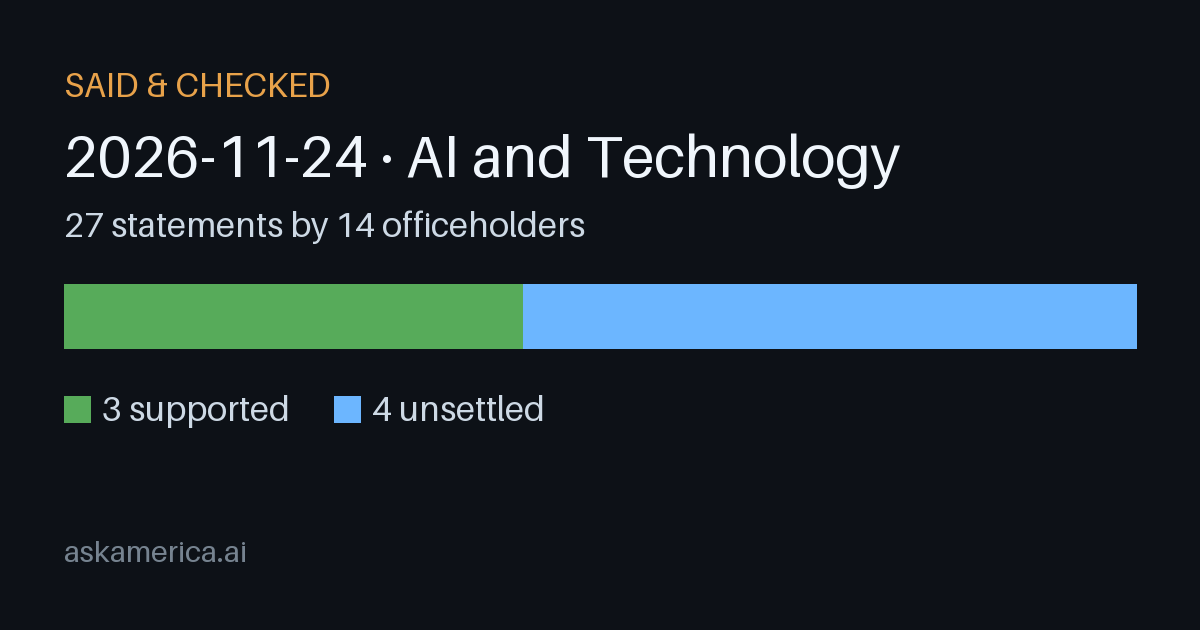 SAID & CHECKED
2026-11-24 · AI and Technology
27 statements by 14 officeholders
3 supported 4 unsettled
askamerica.ai